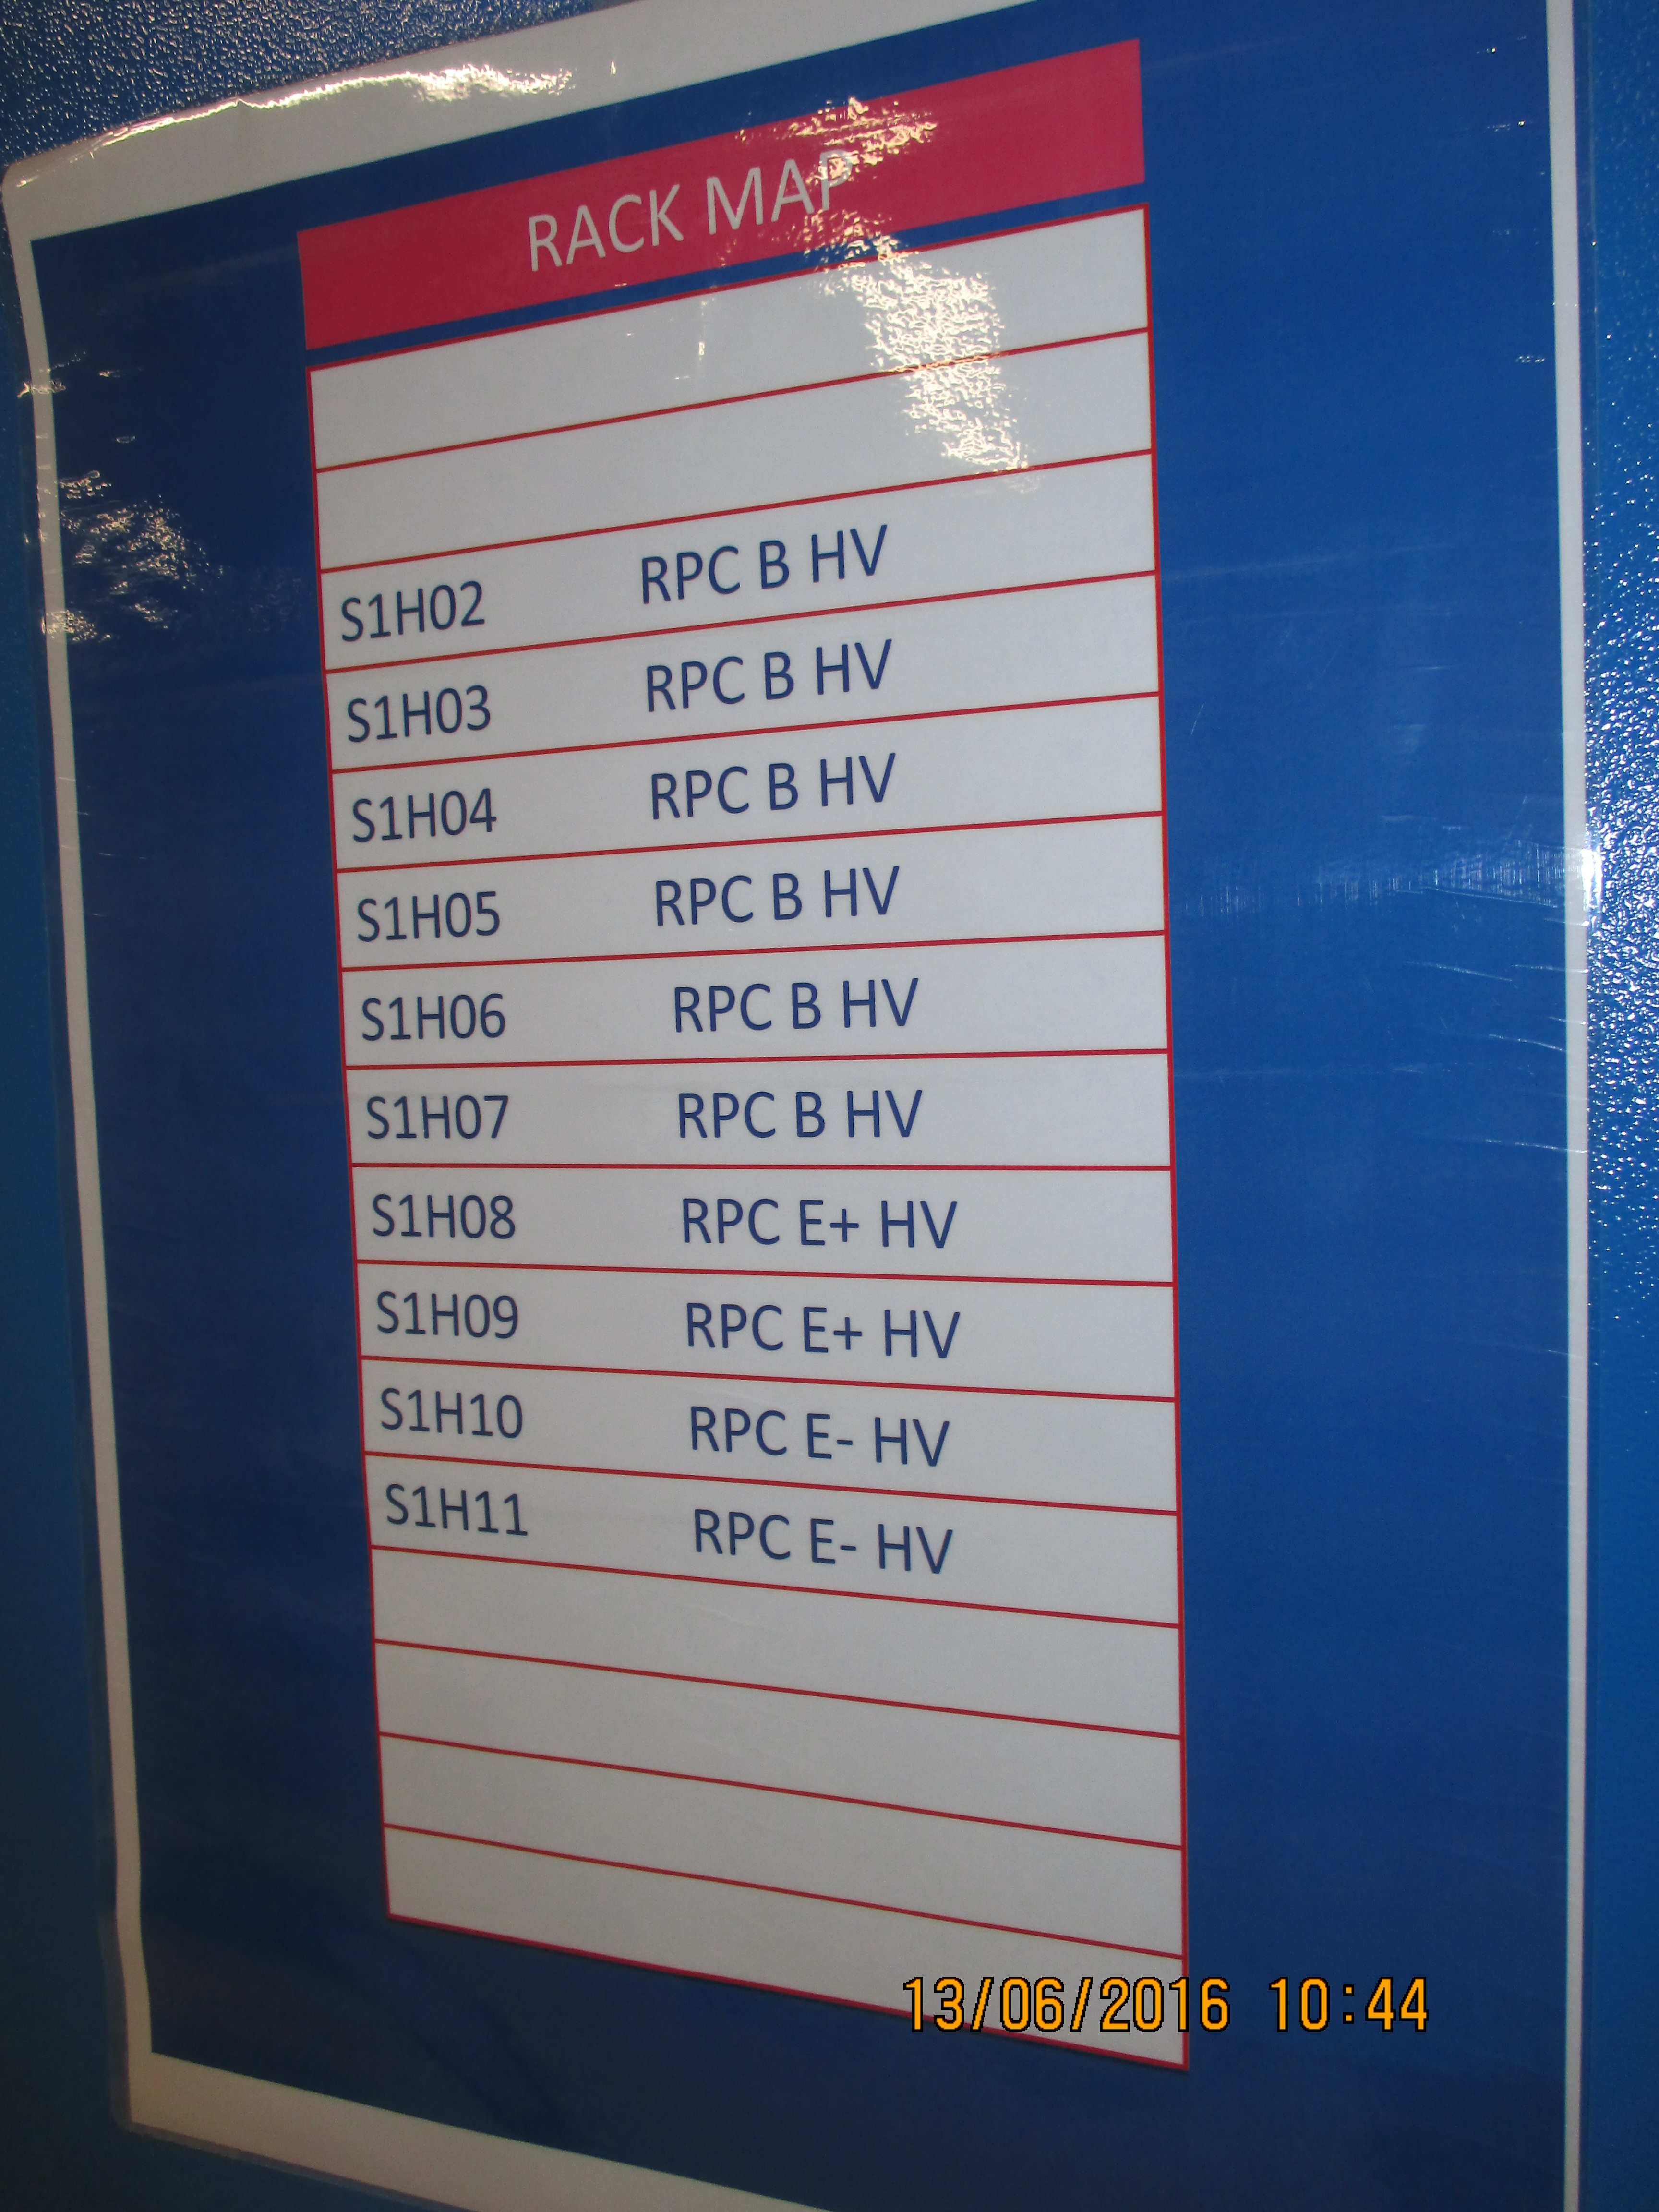 RACK MAP
S1H02 RPC B HV
S1H03 RPC B HV
S1H04 RPC B HV
S1H05 RPC B HV
S1H06 RPC B HV
S1H07 RPC B HV
S1H08 RPC E+ HV
S1H09 RPC E+ HV
S1H10 RPC E- HV
S1H11 RPC E- HV
13/06/2016 10:44